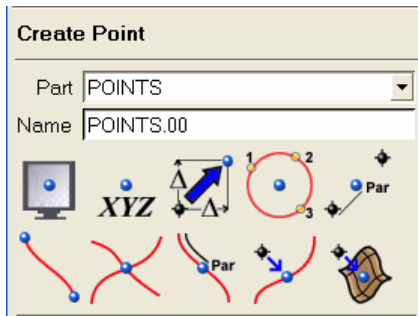 Create Point
Part POINTS
Name POINTS.00
XYZ Δ Δ 1 2 3 Par
Par